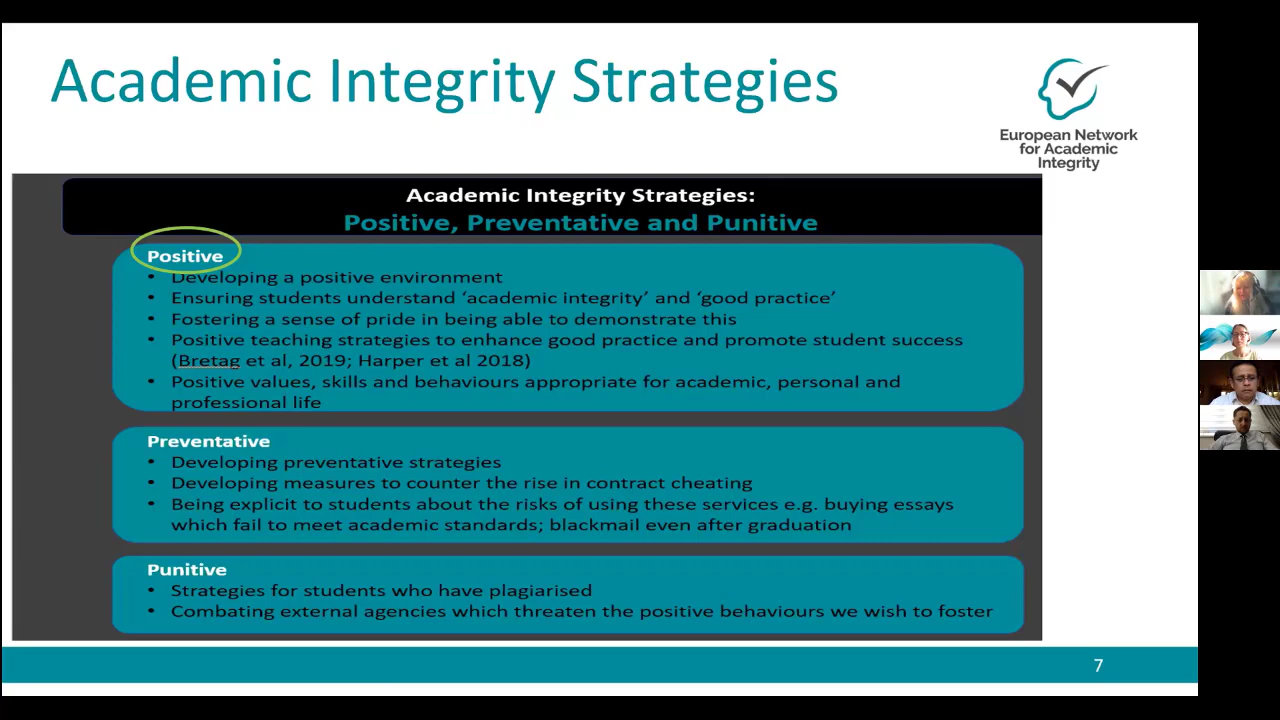 Academic Integrity Strategies
European Network
for Academic
Integrity
Academic Integrity Strategies:
Positive, Preventative and Punitive
Positive
• Developing a positive environment
• Ensuring students understand ‘academic integrity’ and ‘good practice’
• Fostering a sense of pride in being able to demonstrate this
• Positive teaching strategies to enhance good practice and promote student success
(Bretag et al, 2019; Harper et al 2018)
• Positive values, skills and behaviours appropriate for academic, personal and
professional life
Preventative
• Developing preventative strategies
• Developing measures to counter the rise in contract cheating
• Being explicit to students about the risks of using these services e.g. buying essays
which fail to meet academic standards; blackmail even after graduation
Punitive
• Strategies for students who have plagiarised
• Combating external agencies which threaten the positive behaviours we wish to foster
7